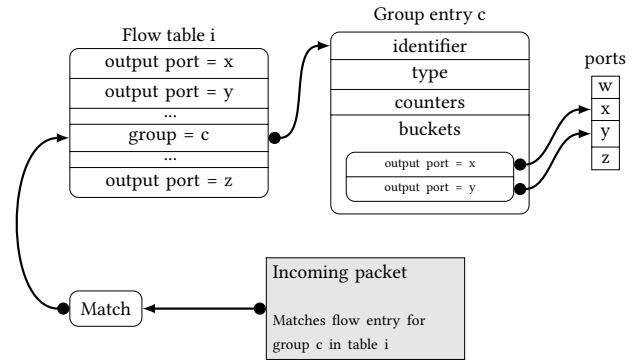 Flow table i
output port = x
output port = y
...
group = c
...
output port = z
Group entry c
identifier
type
counters
buckets
output port = x
output port = y
ports
w
x
y
z
Match
Incoming packet
Matches flow entry for
group c in table i